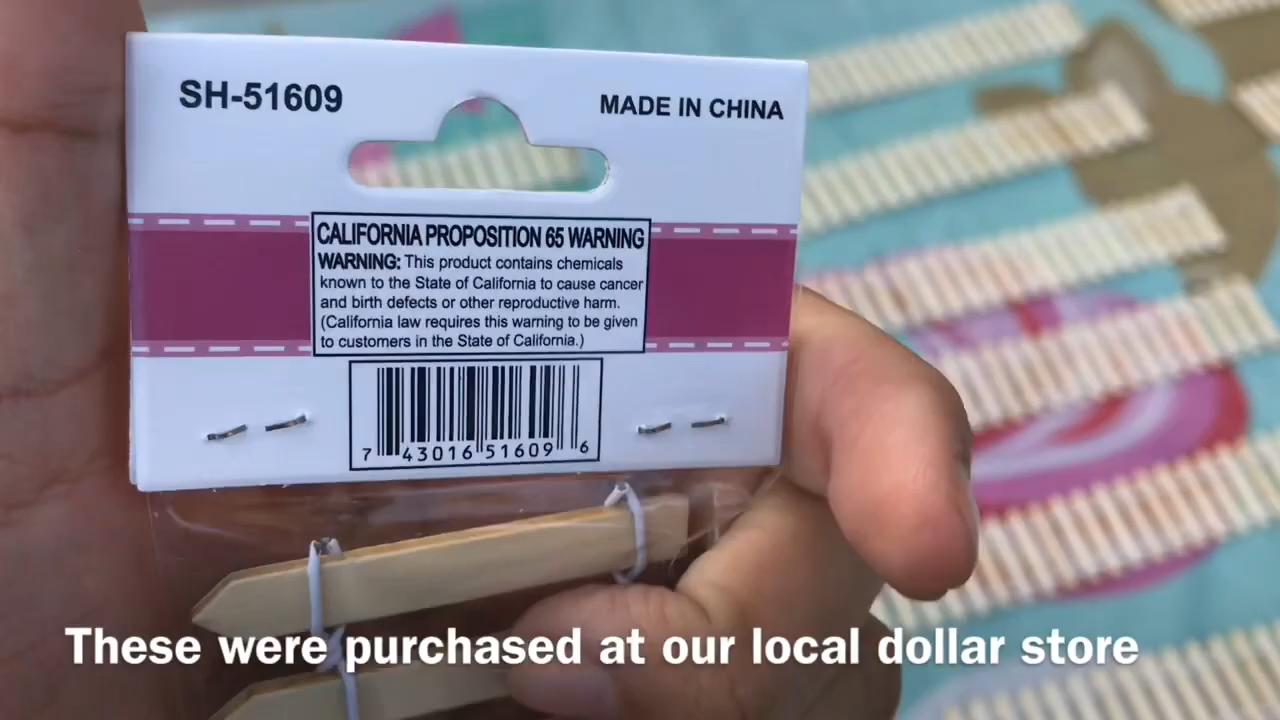 SH-51609
MADE IN CHINA
CALIFORNIA PROPOSITION 65 WARNING
WARNING: This product contains chemicals
known to the State of California to cause cancer
and birth defects or other reproductive harm.
(California law requires this warning to be given
to customers in the State of California.)
7 43016 51609 6
These were purchased at our local dollar store